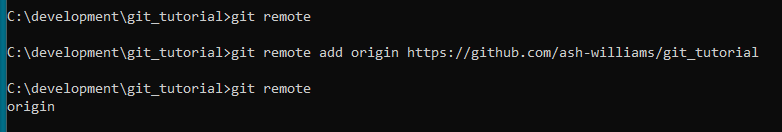 C:\development\git_tutorial>git remote
C:\development\git_tutorial>git remote add origin https://github.com/ash-williams/git_tutorial
C:\development\git_tutorial>git remote
origin